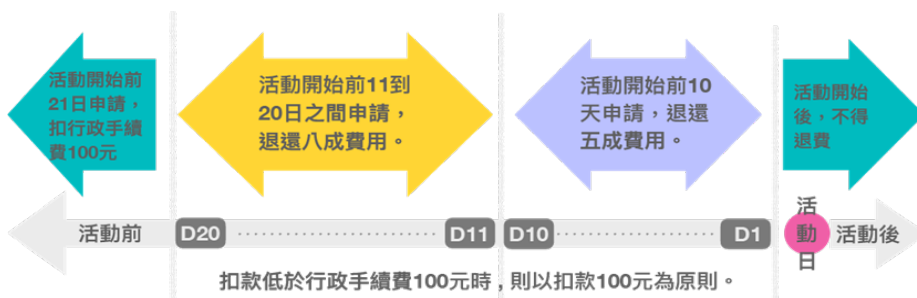 活動開始前
21日申請，
扣行政手續
費100元
活動開始前11到
20日之間申請，
退還八成費用。
活動開始前10
天申請，退還
五成費用。
活動開始
後，不得
退費
活動前
D20
D11
D10
D1
活動日
活動後
扣款低於行政手續費100元時，則以扣款100元為原則。